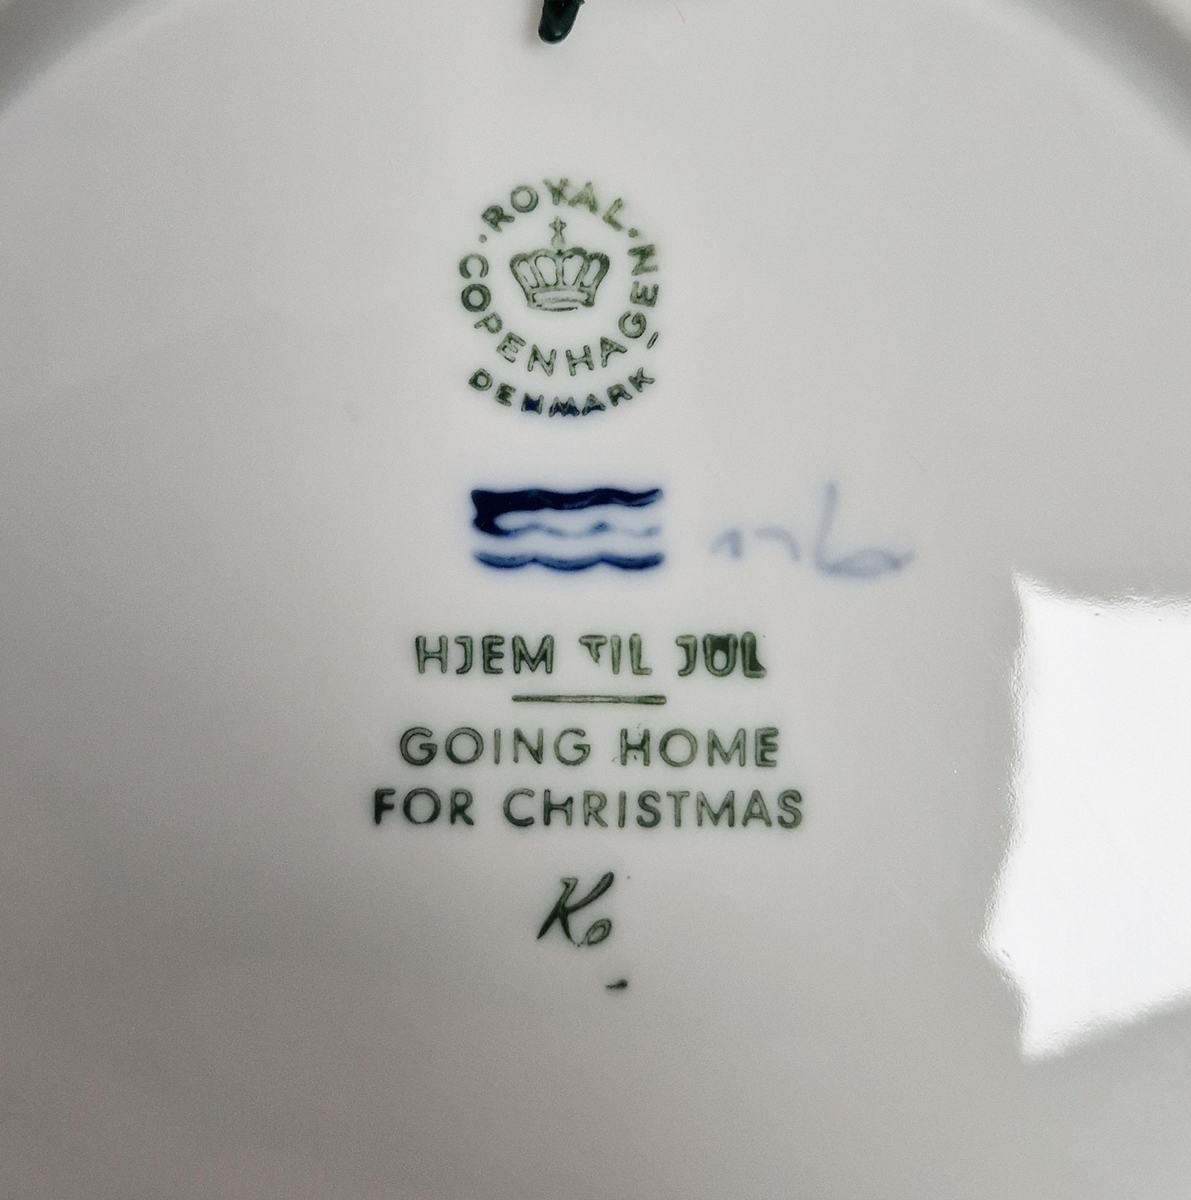 ROYAL
COPENHAGEN
DENMARK
HJEM TIL JUL
GOING HOME
FOR CHRISTMAS